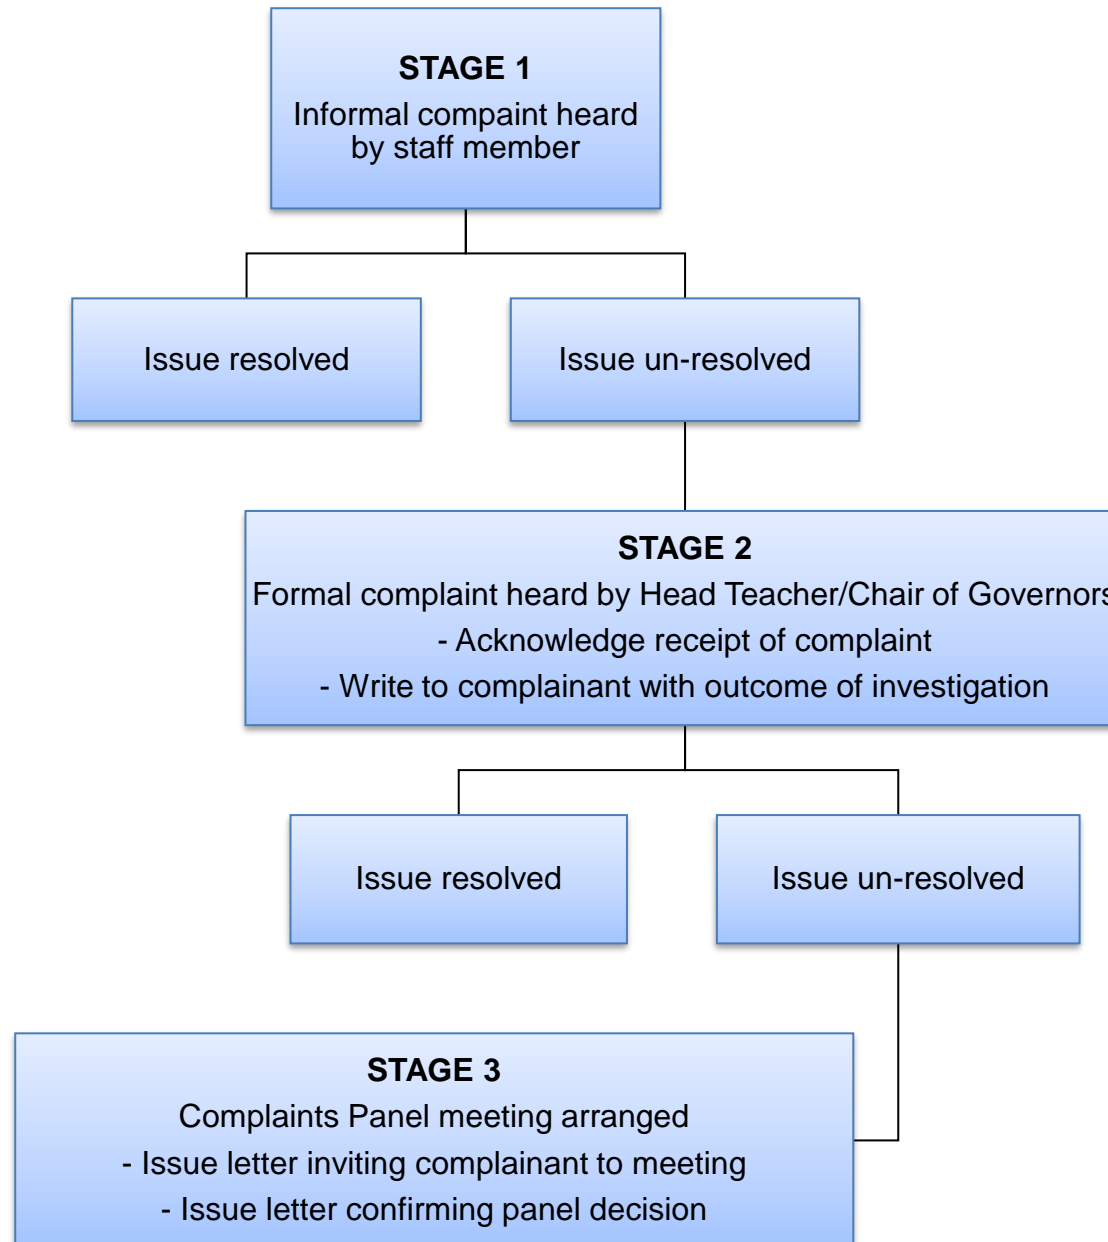 STAGE 1
Informal compaint heard
by staff member
Issue resolved
Issue un-resolved
STAGE 2
Formal complaint heard by Head Teacher/Chair of Governors
- Acknowledge receipt of complaint
- Write to complainant with outcome of investigation
Issue resolved
Issue un-resolved
STAGE 3
Complaints Panel meeting arranged
- Issue letter inviting complainant to meeting
- Issue letter confirming panel decision